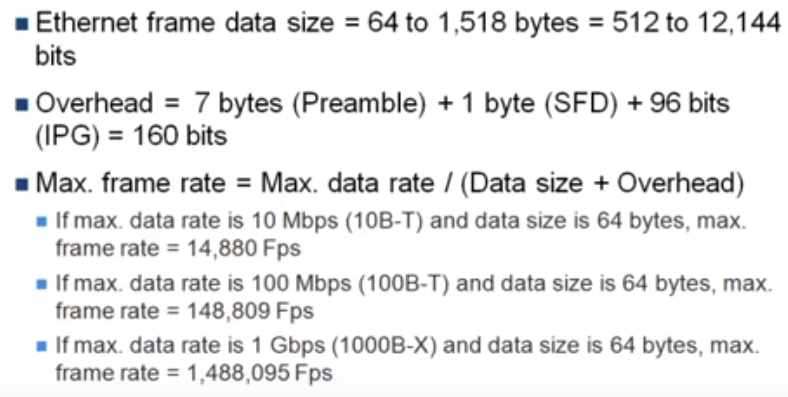 Ethernet frame data size = 64 to 1,518 bytes = 512 to 12,144
bits
Overhead = 7 bytes (Preamble) + 1 byte (SFD) + 96 bits
(IPG) = 160 bits
Max. frame rate = Max. data rate / (Data size + Overhead)
If max. data rate is 10 Mbps (10B-T) and data size is 64 bytes, max.
frame rate = 14,880 Fps
If max. data rate is 100 Mbps (100B-T) and data size is 64 bytes, max.
frame rate = 148,809 Fps
If max. data rate is 1 Gbps (1000B-X) and data size is 64 bytes, max.
frame rate = 1,488,095 Fps